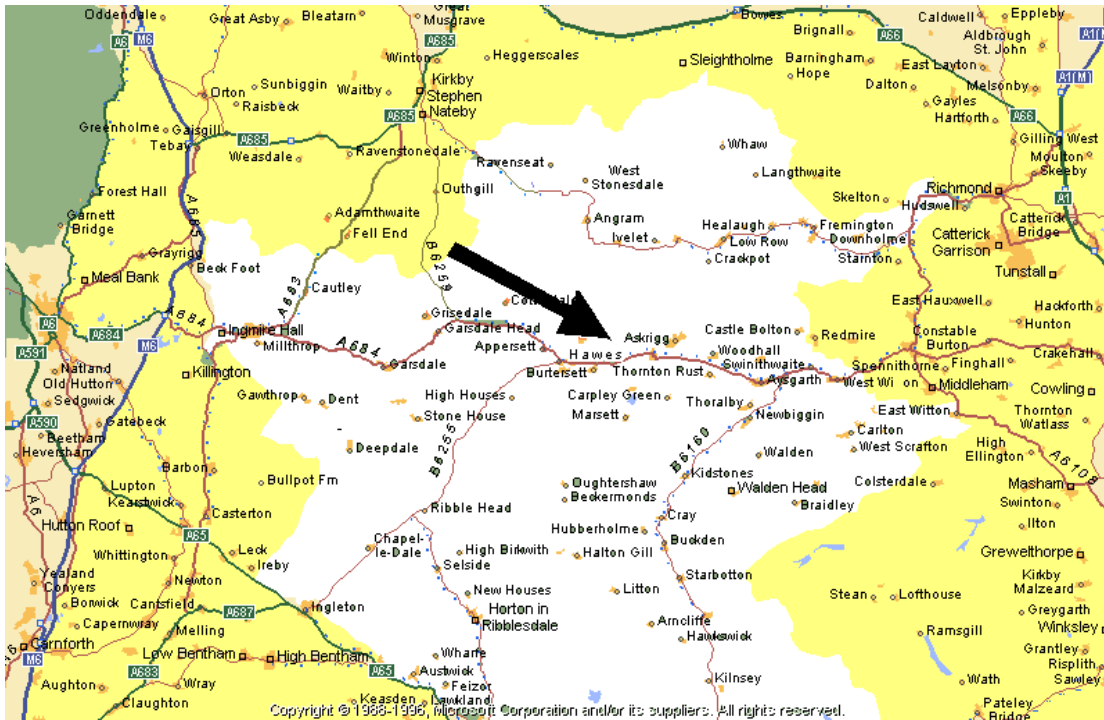 Oddendale
Great Asby
Bleatarn
Great
Musgrave
Bowes
Brignall
Caldwell
Eppleby
A6
M6
A685
A66
A1(M)
Aldbrough
St. John
Winton
Heggerscales
Sleightholme
Barningham
Hope
East Layton
Dalton
Melsonby
A1(M)
Sunbiggin
Waitby
Kirkby
Stephen
Orton
Raisbeck
Nateby
Gayles
Hartforth
A66
Greenholme
Gaisgill
A685
A685
Tebay
Weasdale
Ravenstonedale
Gilling West
Whaw
Moulton
Skeeby
Ravenseat
West
Stonesdale
Langthwaite
Forest Hall
Outhgill
Skelton
Richmond
A1
Hudswell
Garnett
Bridge
A685
Adamthwaite
Fell End
Angram
Ivelet
Healaugh
Low Row
Fremington
Downholme
Catterick
Bridge
Catterick
Garrison
Grayrigg
B6259
Crackpot
Stainton
Meal Bank
Beck Foot
Tunstall
Cautley
A683
East Hauxwell
Hackforth
A6
A684
A684
Grisedale
Ingmire Hall
Garsdale Head
Hunton
A591
M6
Millthrop
A684
Appersett
Hawes
Askrigg
Castle Bolton
Redmire
Constable
Burton
Woodhall
Crakehall
Natland
Killington
Garsdale
Burtersett
Thornton Rust
Swinithwaite
Spennithorne
Finghall
Old Hutton
Aysgarth
Middleham
Cowling
Sedgwick
Gawthrop
Dent
High Houses
Carpley Green
Thoralby
A590
Gatebeck
Stone House
Marsett
Newbiggin
East Witton
Thornton
Watlass
Beetham
Heversham
Deepdale
B6255
B6160
Carlton
West Scrafton
High
Ellington
A6108
Barbon
Walden
Lupton
Bullpot Fm
Kidstones
Colsterdale
Masham
Kearstwick
Oughtershaw
Beckermonds
Walden Head
Braidley
Swinton
A6
Hutton Roof
Casterton
Ribble Head
Cray
Ilton
A65
Hubberholme
Whittington
Leck
Chapel-
le-Dale
High Birkwith
Halton Gill
Buckden
Grewelthorpe
Ireby
Selside
Yealand
Conyers
Newton
New Houses
Litton
Starbotton
Kirkby
Malzeard
Borwick
Cantsfield
A687
Ingleton
Horton in
Ribblesdale
Stean
Lofthouse
Capernwray
Melling
Arncliffe
Greygarth
Winksley
Carnforth
Hawkswick
Ramsgill
M6
Low Bentham
High Bentham
Wharfe
Grantley
A683
A65
Austwick
Risplith
Aughton
Wray
Feizor
Kilnsey
Wath
Sawley
Claughton
Keasden
Lawkland
Pateley
Bridge
Copyright © 1988-1996, Microsoft Corporation and/or its suppliers. All rights reserved.